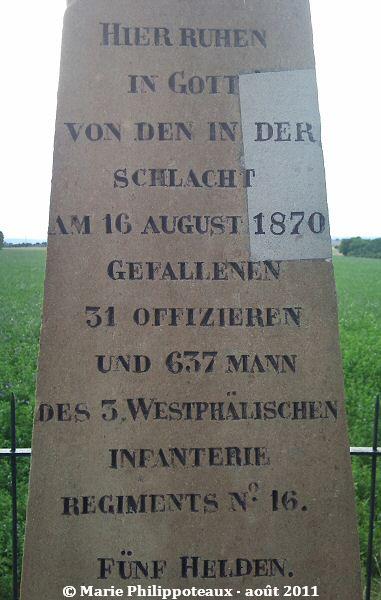 HIER RUHEN
IN GOTT
VON DEN IN DER
SCHLACHT
AM 16 AUGUST 1870
GEFALLENEN
31 OFFIZIEREN
UND 637 MANN
DES 3. WESTPHÄLISCHEN
INFANTERIE
REGIMENTS Nº 16.
FÜNF HELDEN.
© Marie Philippoteaux - août 2011